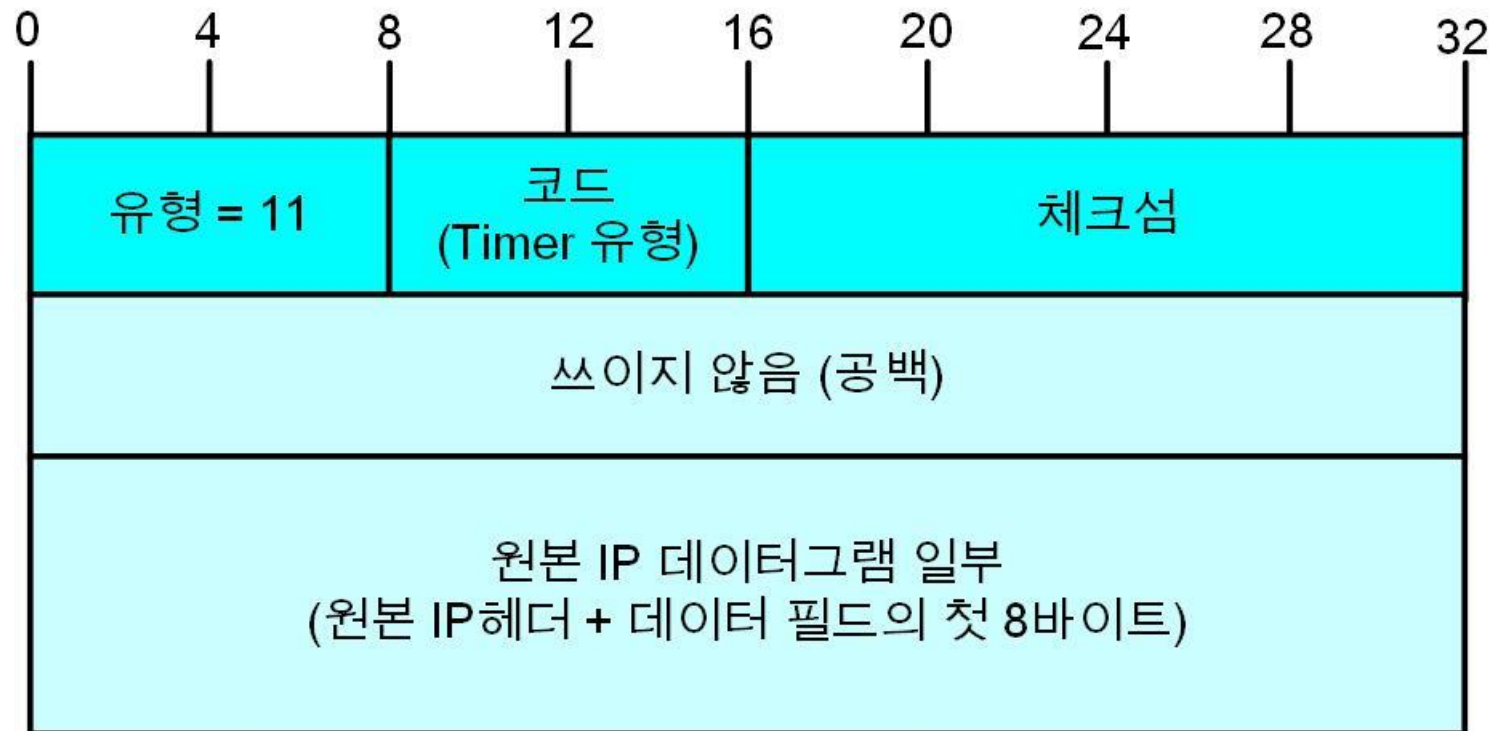 0 4 8 12 16 20 24 28 32
유형 = 11
코드
(Timer 유형)
체크섬
쓰이지 않음 (공백)
원본 IP 데이터그램 일부
(원본 IP헤더 + 데이터 필드의 첫 8바이트)